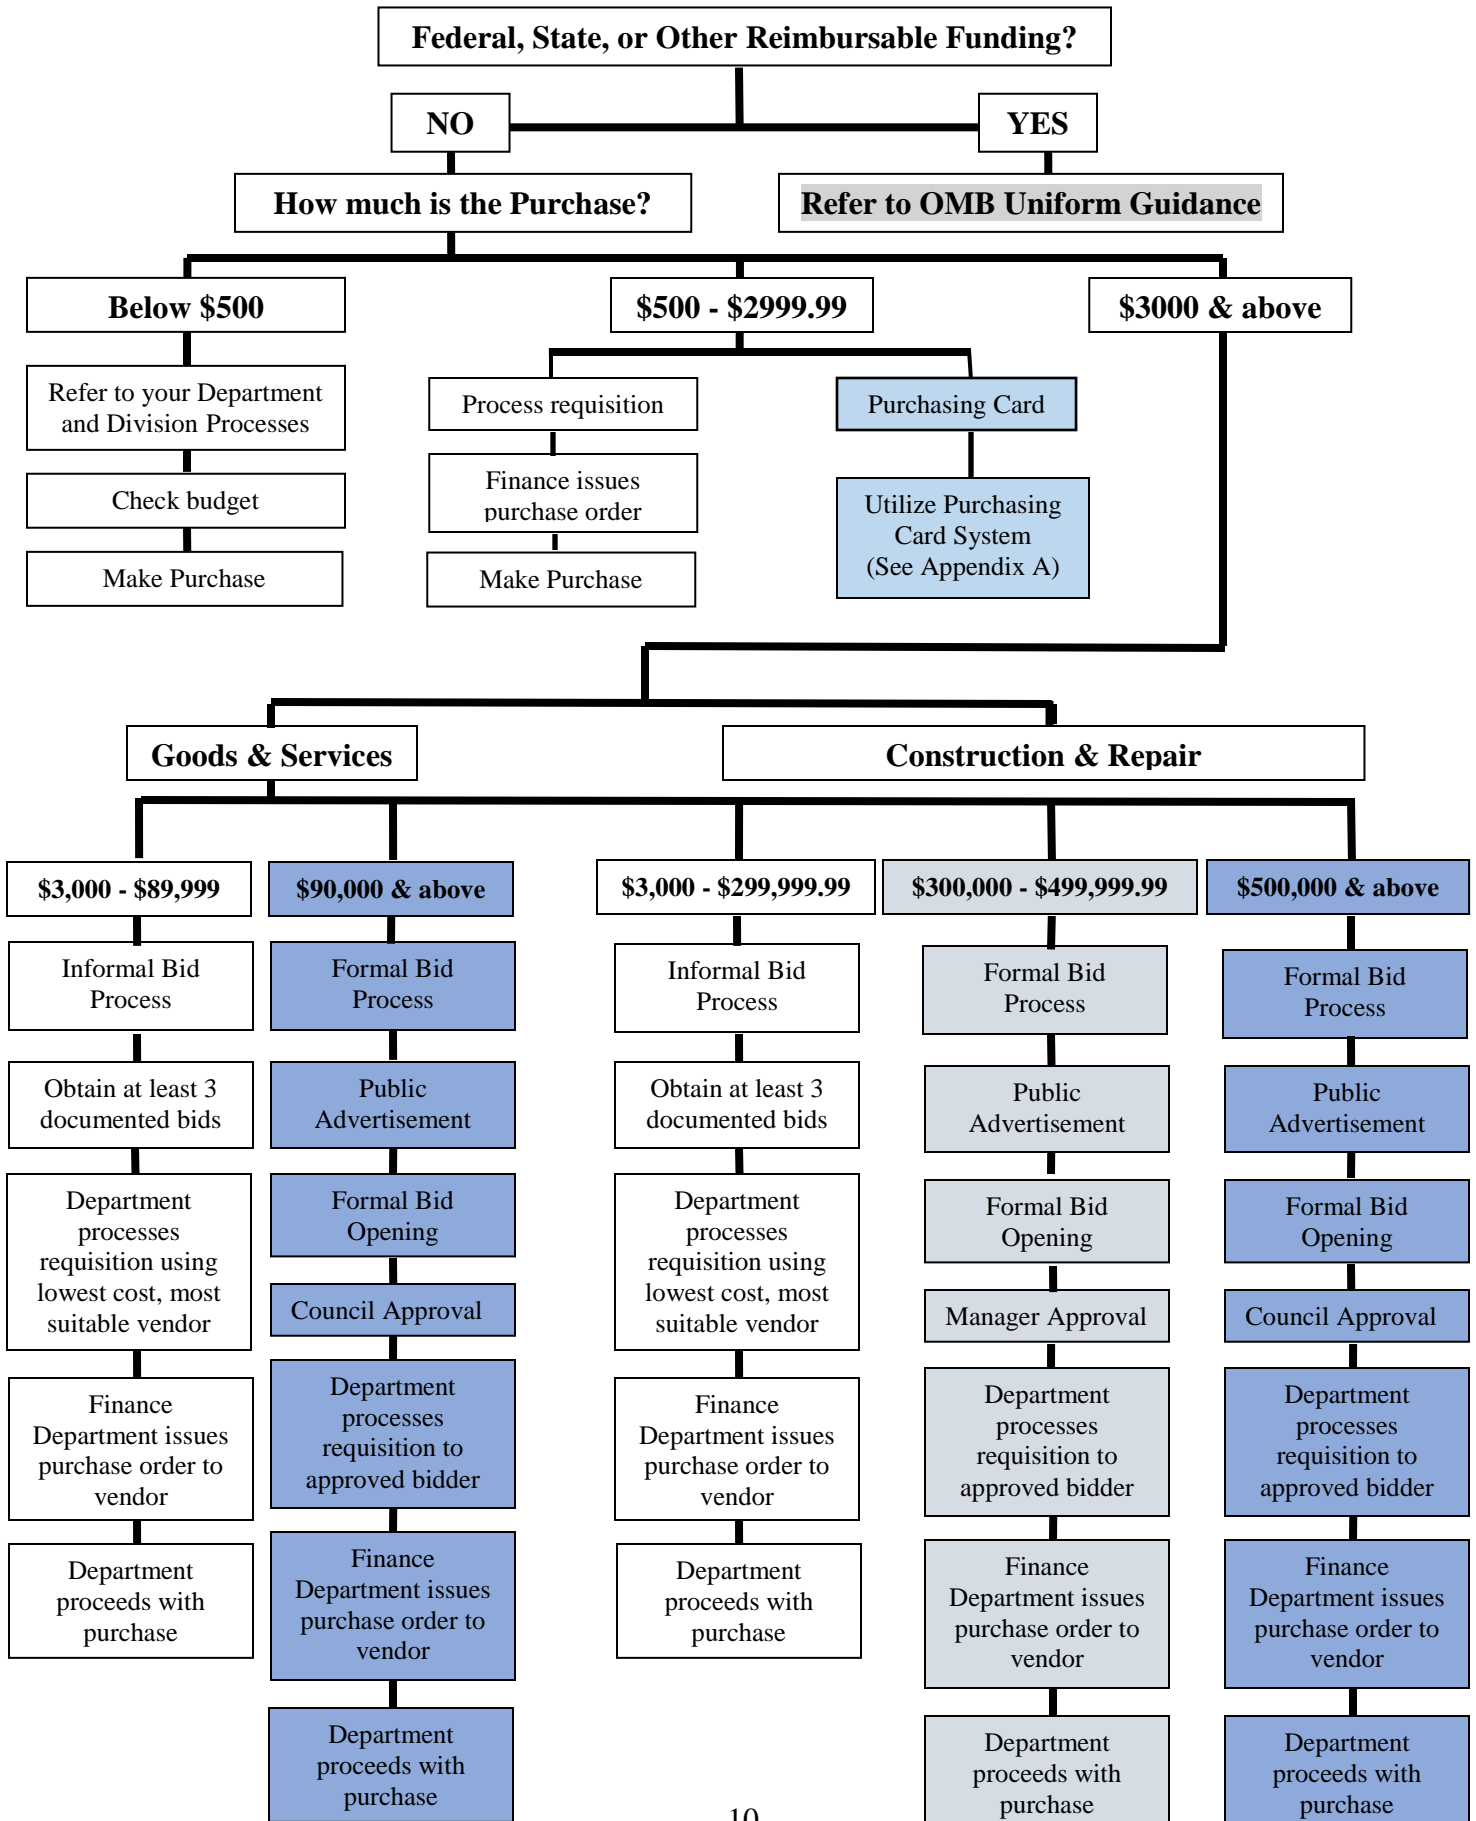 Federal, State, or Other Reimbursable Funding?
NO
YES
How much is the Purchase?
Refer to OMB Uniform Guidance
Below $500
$500 - $2999.99
$3000 & above
Refer to your Department
and Division Processes
Check budget
Make Purchase
Process requisition
Finance issues
purchase order
Make Purchase
Purchasing Card
Utilize Purchasing
Card System
(See Appendix A)
Goods & Services
Construction & Repair
$3,000 - $89,999
Informal Bid
Process
Obtain at least 3
documented bids
Department
processes
requisition using
lowest cost, most
suitable vendor
Finance
Department issues
purchase order to
vendor
Department
proceeds with
purchase
$90,000 & above
Formal Bid
Process
Public
Advertisement
Formal Bid
Opening
Council Approval
Department
processes
requisition to
approved bidder
Finance
Department issues
purchase order to
vendor
Department
proceeds with
purchase
$3,000 - $299,999.99
Informal Bid
Process
Obtain at least 3
documented bids
Department
processes
requisition using
lowest cost, most
suitable vendor
Finance
Department issues
purchase order to
vendor
Department
proceeds with
purchase
$300,000 - $499,999.99
Formal Bid
Process
Public
Advertisement
Formal Bid
Opening
Manager Approval
Department
processes
requisition to
approved bidder
Finance
Department issues
purchase order to
vendor
Department
proceeds with
purchase
$500,000 & above
Formal Bid
Process
Public
Advertisement
Formal Bid
Opening
Council Approval
Department
processes
requisition to
approved bidder
Finance
Department issues
purchase order to
vendor
Department
proceeds with
purchase
10